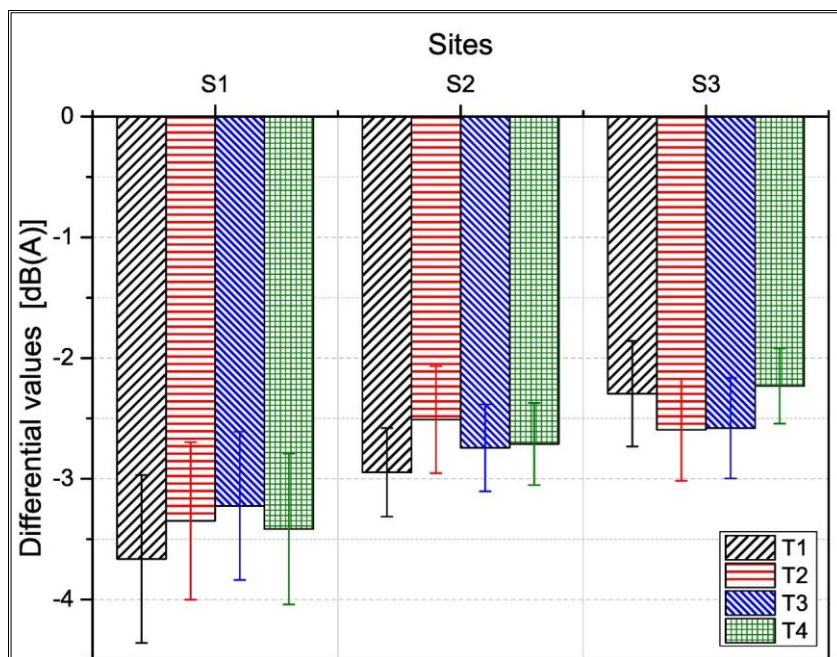 Sites
S1 S2 S3
0
-1
-2
-3
-4
Differential values [dB(A)]
T1
T2
T3
T4